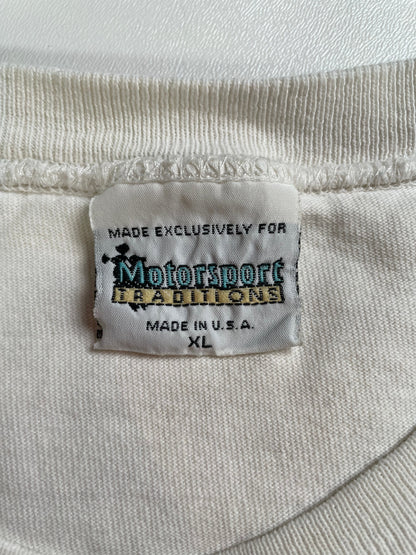 MADE EXCLUSIVELY FOR
Motorsport
TRADITIONS
MADE IN U.S.A.
XL